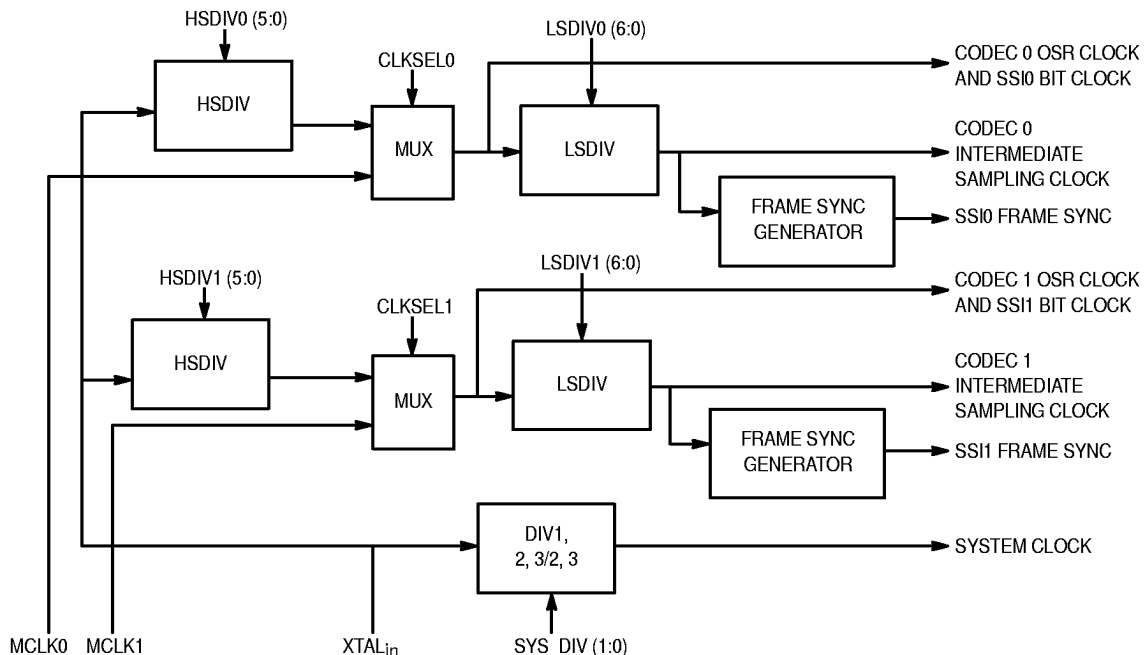 HSDIV0 (5:0)
LSDIV0 (6:0)
CLKSEL0
CODEC 0 OSR CLOCK
AND SSI0 BIT CLOCK
HSDIV
MUX
LSDIV
CODEC 0
INTERMEDIATE
SAMPLING CLOCK
FRAME SYNC
GENERATOR
SSI0 FRAME SYNC
HSDIV1 (5:0)
LSDIV1 (6:0)
CLKSEL1
CODEC 1 OSR CLOCK
AND SSI1 BIT CLOCK
HSDIV
MUX
LSDIV
CODEC 1
INTERMEDIATE
SAMPLING CLOCK
FRAME SYNC
GENERATOR
SSI1 FRAME SYNC
DIV1,
2, 3/2, 3
SYSTEM CLOCK
MCLK0
MCLK1
XTALin
SYS DIV (1:0)